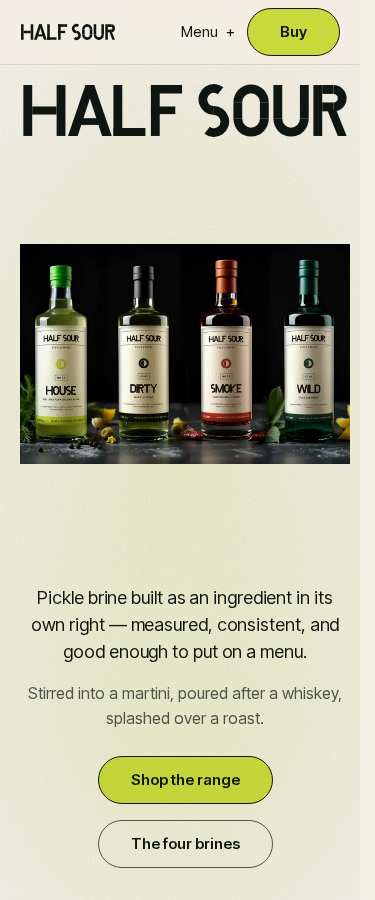 HALF SOUR
Menu +
Buy
HALF SOUR
HALF SOUR
HOUSE
HALF SOUR
DIRTY
HALF SOUR
SMOKE
HALF SOUR
WILD
Pickle brine built as an ingredient in its
own right — measured, consistent, and
good enough to put on a menu.
Stirred into a martini, poured after a whiskey,
splashed over a roast.
Shop the range
The four brines